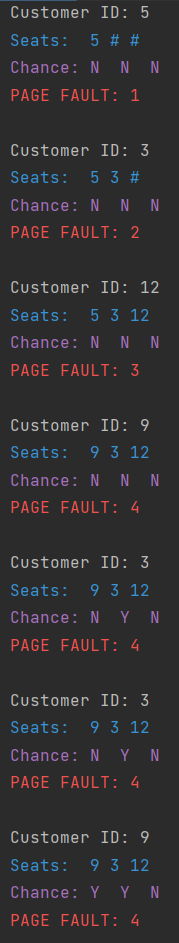 Customer ID: 5
Seats:  5 # #
Chance: N  N  N
PAGE FAULT: 1
Customer ID: 3
Seats:  5 3 #
Chance: N  N  N
PAGE FAULT: 2
Customer ID: 12
Seats:  5 3 12
Chance: N  N  N
PAGE FAULT: 3
Customer ID: 9
Seats:  9 3 12
Chance: N  N  N
PAGE FAULT: 4
Customer ID: 3
Seats:  9 3 12
Chance: N  Y  N
PAGE FAULT: 4
Customer ID: 3
Seats:  9 3 12
Chance: N  Y  N
PAGE FAULT: 4
Customer ID: 9
Seats:  9 3 12
Chance: Y  Y  N
PAGE FAULT: 4